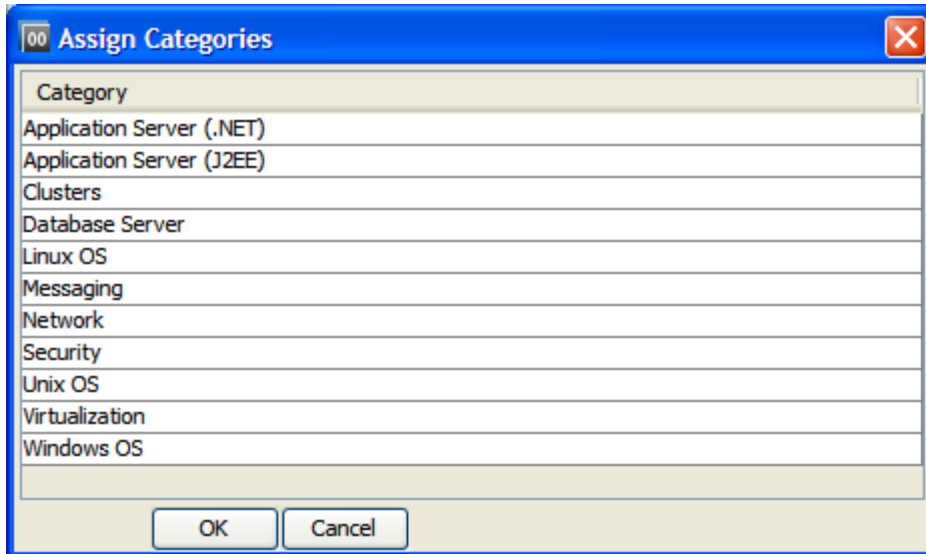 00 Assign Categories
Category
Application Server (.NET)
Application Server (J2EE)
Clusters
Database Server
Linux OS
Messaging
Network
Security
Unix OS
Virtualization
Windows OS
OK Cancel